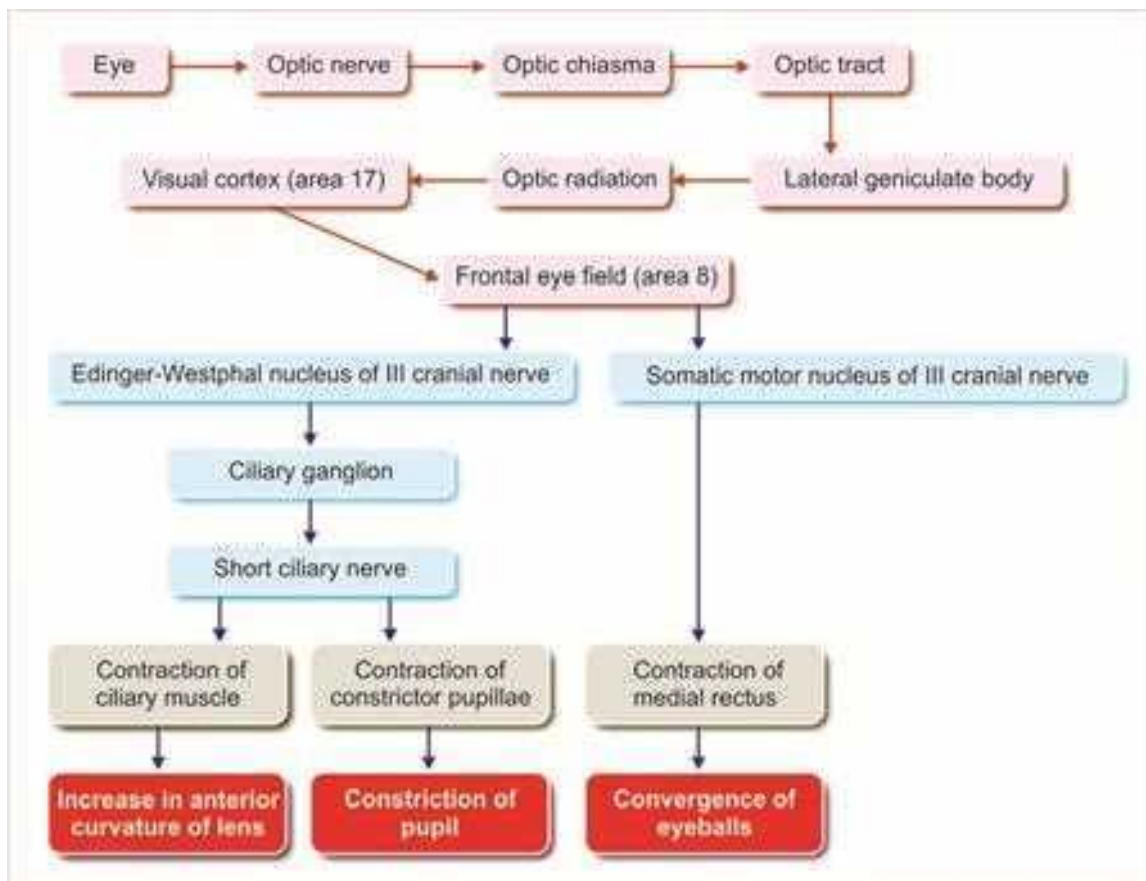 Eye
Optic nerve
Optic chiasma
Optic tract
Lateral geniculate body
Optic radiation
Visual cortex (area 17)
Frontal eye field (area 8)
Edinger-Westphal nucleus of III cranial nerve
Somatic motor nucleus of III cranial nerve
Ciliary ganglion
Short ciliary nerve
Contraction of
ciliary muscle
Contraction of
constrictor pupillae
Contraction of
medial rectus
Increase in anterior
curvature of lens
Constriction of
pupil
Convergence of
eyeballs